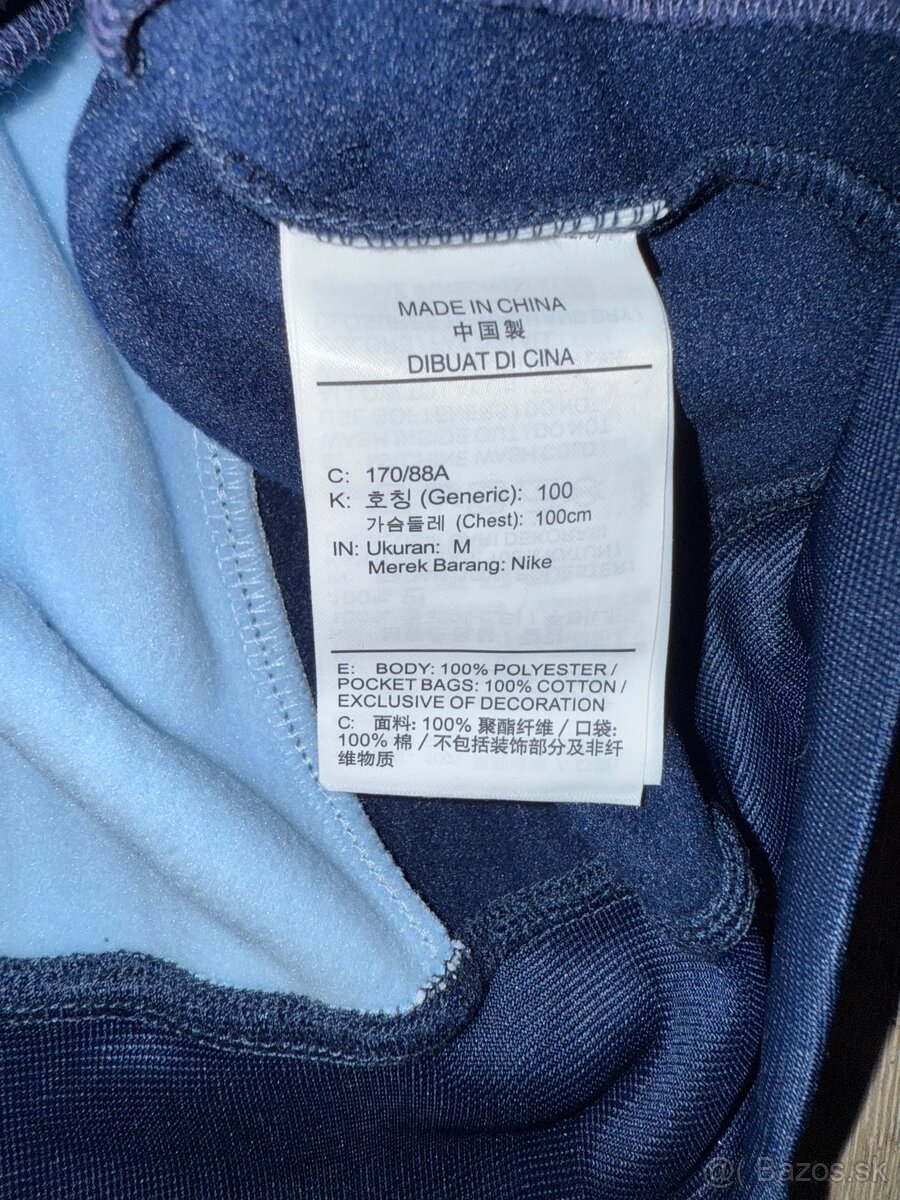 MADE IN CHINA
中国製
DIBUAT DI CINA
C: 170/88A
K: 호칭 (Generic): 100
가슴둘레 (Chest): 100cm
IN: Ukuran: M
Merek Barang: Nike
E: BODY: 100% POLYESTER /
POCKET BAGS: 100% COTTON /
EXCLUSIVE OF DECORATION
C: 面料: 100% 聚酯纤维 / 口袋:
100% 棉 / 不包括装饰部分及非纤
维物质
Bazos.sk